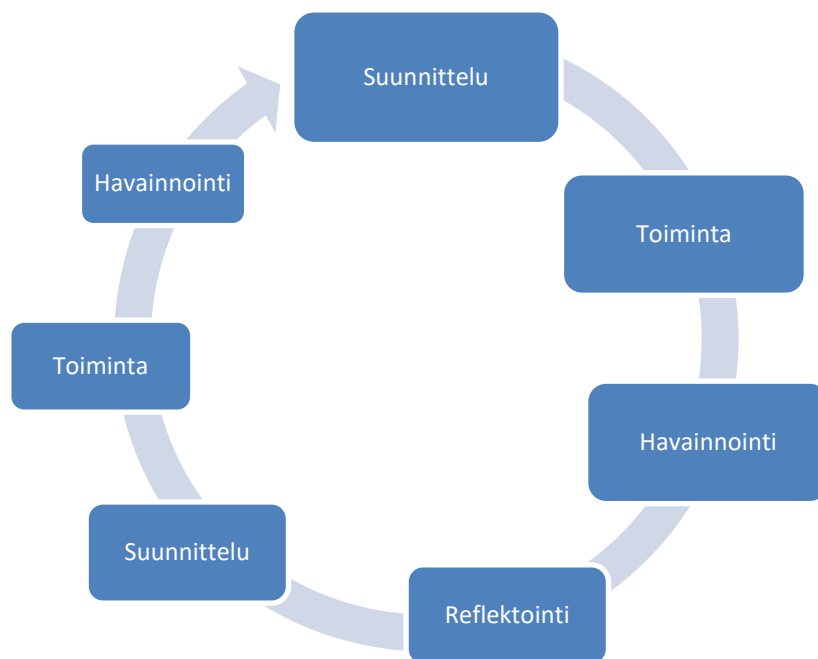 Suunnittelu
Toiminta
Havainnointi
Reflektointi
Suunnittelu
Toiminta
Havainnointi